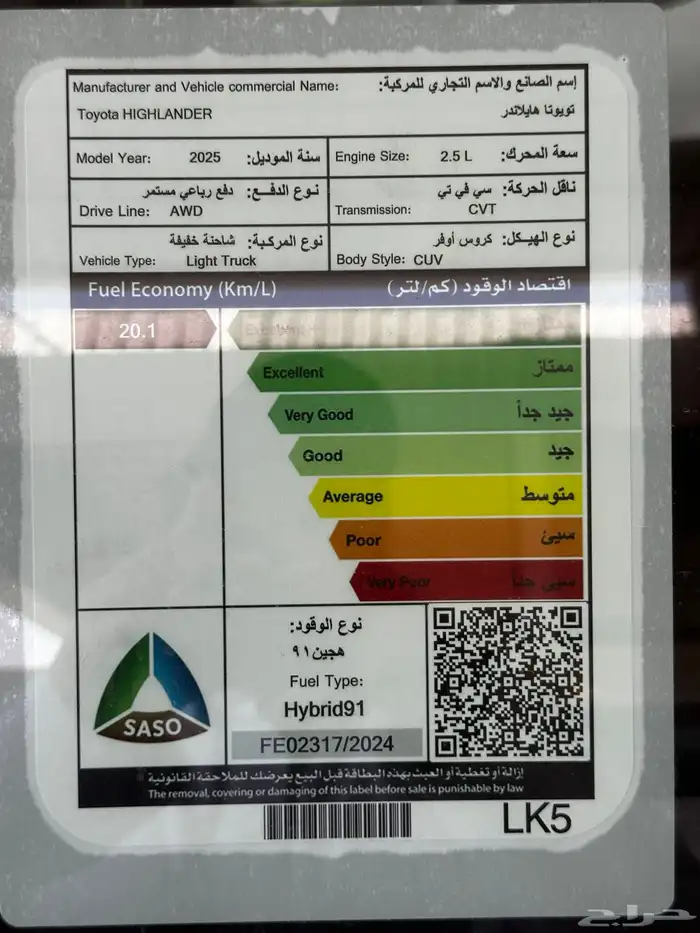 Manufacturer and Vehicle commercial Name: إسم الصانع والاسم التجاري للمركبة:
Toyota HIGHLANDER تويوتا هايلاندر
Model Year: 2025 سنة الموديل:
Engine Size: 2.5 L سعة المحرك:
نوع الدفع: دفع رباعي مستمر
Drive Line: AWD
ناقل الحركة: سي في تي
Transmission: CVT
نوع المركبة: شاحنة خفيفة
Vehicle Type: Light Truck
نوع الهيكل: كروس أوفر
Body Style: CUV
Fuel Economy (Km/L) اقتصاد الوقود (كم/لتر)
20.1
Excellent ممتاز
Very Good جيد جداً
Good جيد
Average متوسط
Poor سيئ
Very Poor سيئ جدا
نوع الوقود:
هجين٩١
Fuel Type:
Hybrid91
FE02317/2024
SASO
إزالة أو تغطية أو العبث بهذه البطاقة قبل البيع يعرضك للملاحقة القانونية
The removal, covering or damaging of this label before sale is punishable by law
LK5
حراج